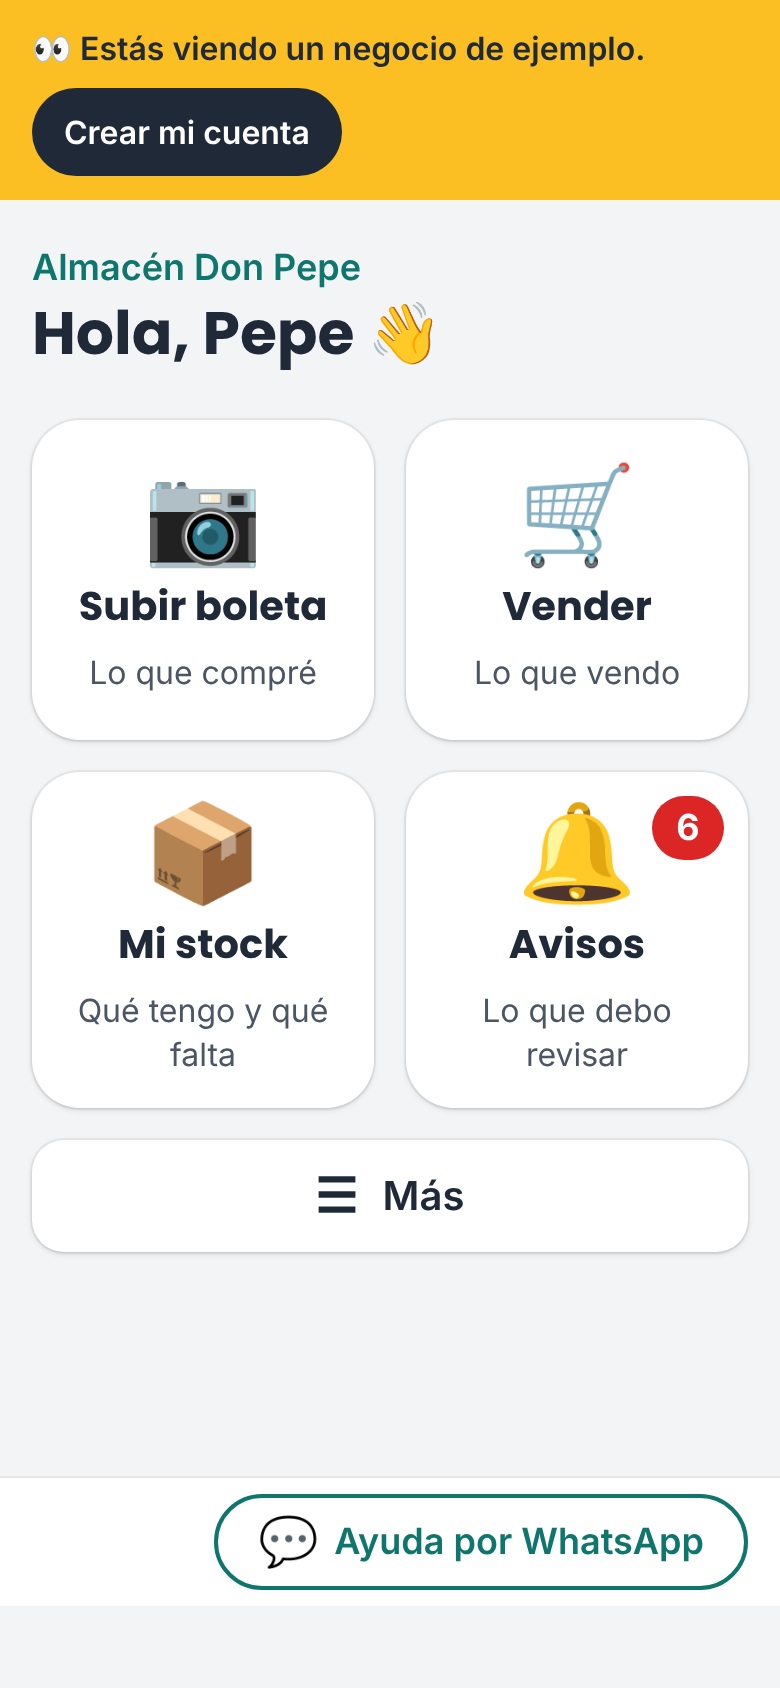 👀 Estás viendo un negocio de ejemplo.
Crear mi cuenta
Almacén Don Pepe
Hola, Pepe 👋
Subir boleta
Lo que compré
Vender
Lo que vendo
Mi stock
Qué tengo y qué
falta
Avisos
6
Lo que debo
revisar
☰ Más
💬 Ayuda por WhatsApp